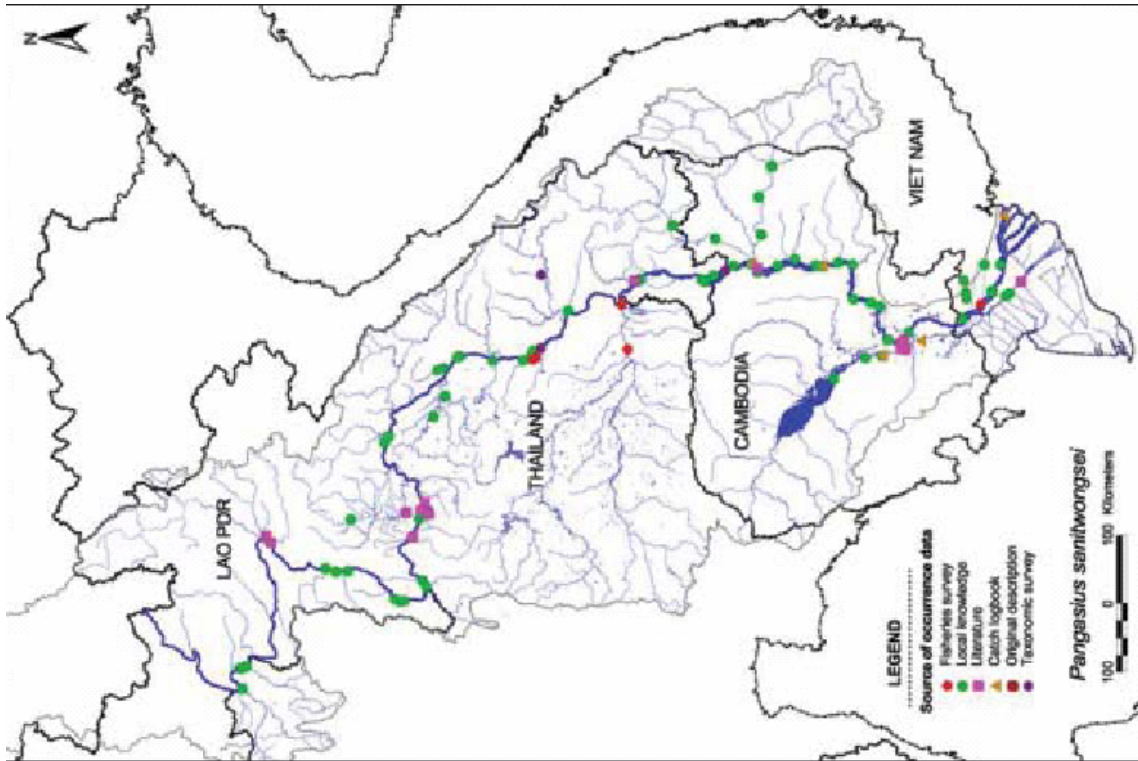 N
LAO PDR
THAILAND
CAMBODIA
VIET NAM
LEGEND
Source of occurrence data
Fisheries survey
Local knowledge
Literature
Catch logbook
Original description
Taxonomic survey
Pangasius sanitwongsei
100 0 100 Kilometers